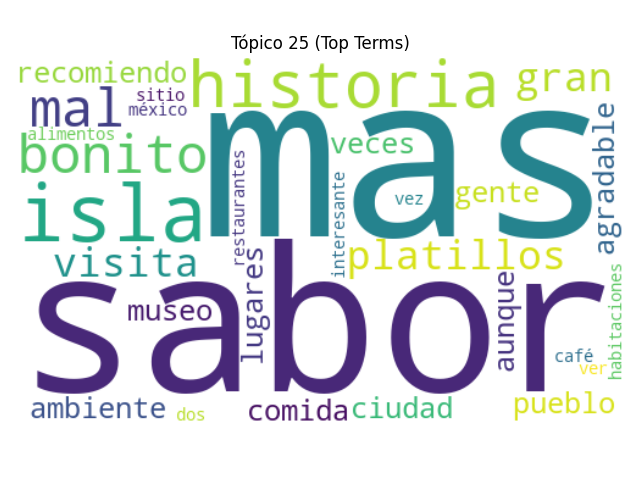 Tópico 25 (Top Terms)
recomiendo
historia
gran
mal
sitio
méxico
mas
alimentos
bonito
veces
agradable
restaurantes
interesante
vez
gente
isla
visita
lugares
platillos
sabor
museo
aunque
habitaciones
café
ver
ambiente
dos
comida
ciudad
pueblo